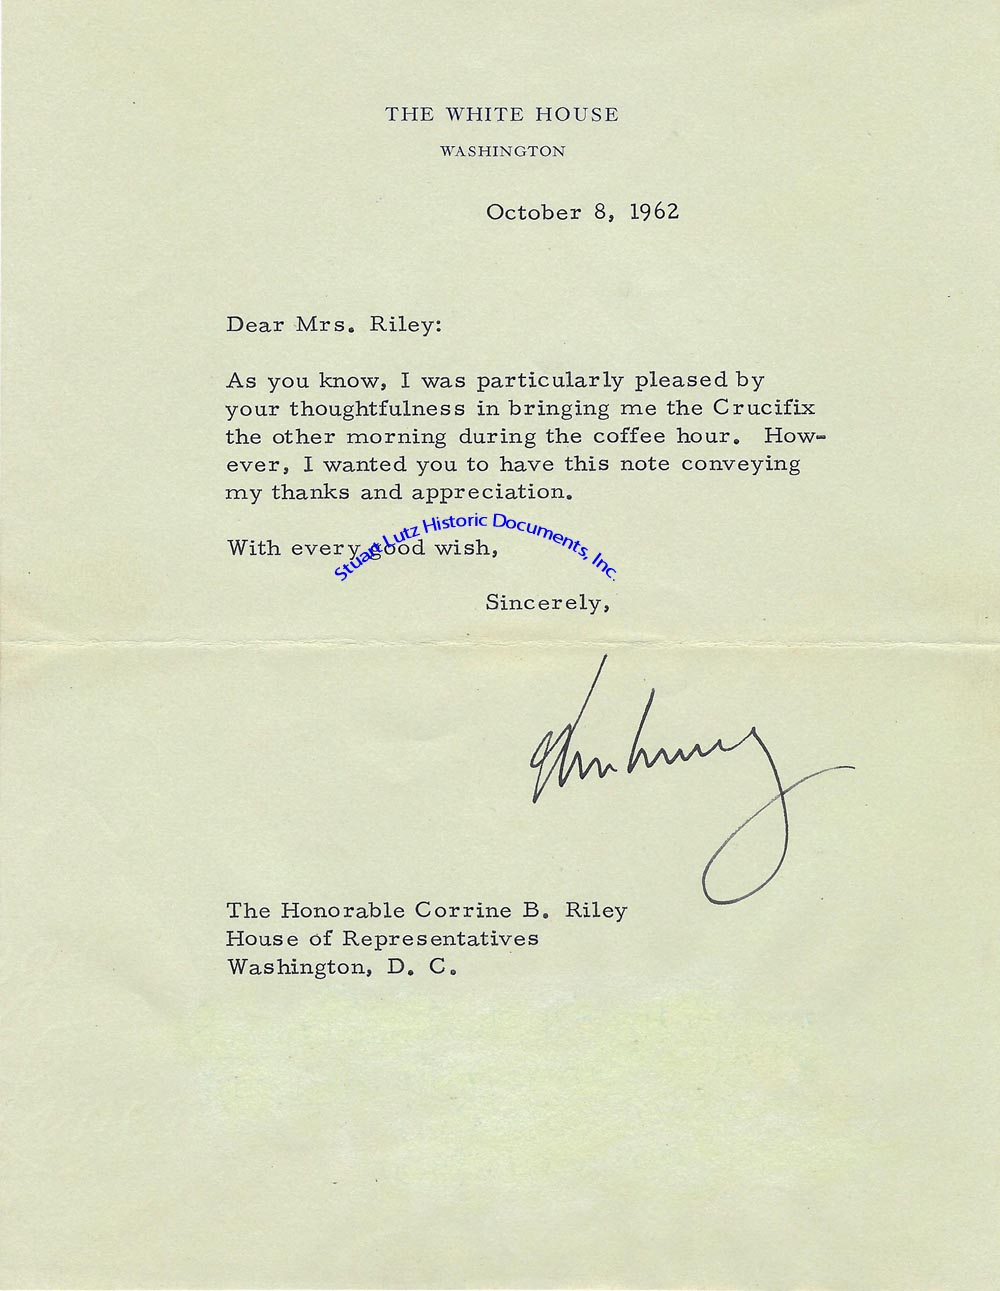 THE WHITE HOUSE
WASHINGTON
October 8, 1962
Dear Mrs. Riley:
As you know, I was particularly pleased by
your thoughtfulness in bringing me the Crucifix
the other morning during the coffee hour. How-
ever, I wanted you to have this note conveying
my thanks and appreciation.
With every good wish,
Stuart Lutz Historic Documents, Inc.
Sincerely,
The Honorable Corrine B. Riley
House of Representatives
Washington, D. C.